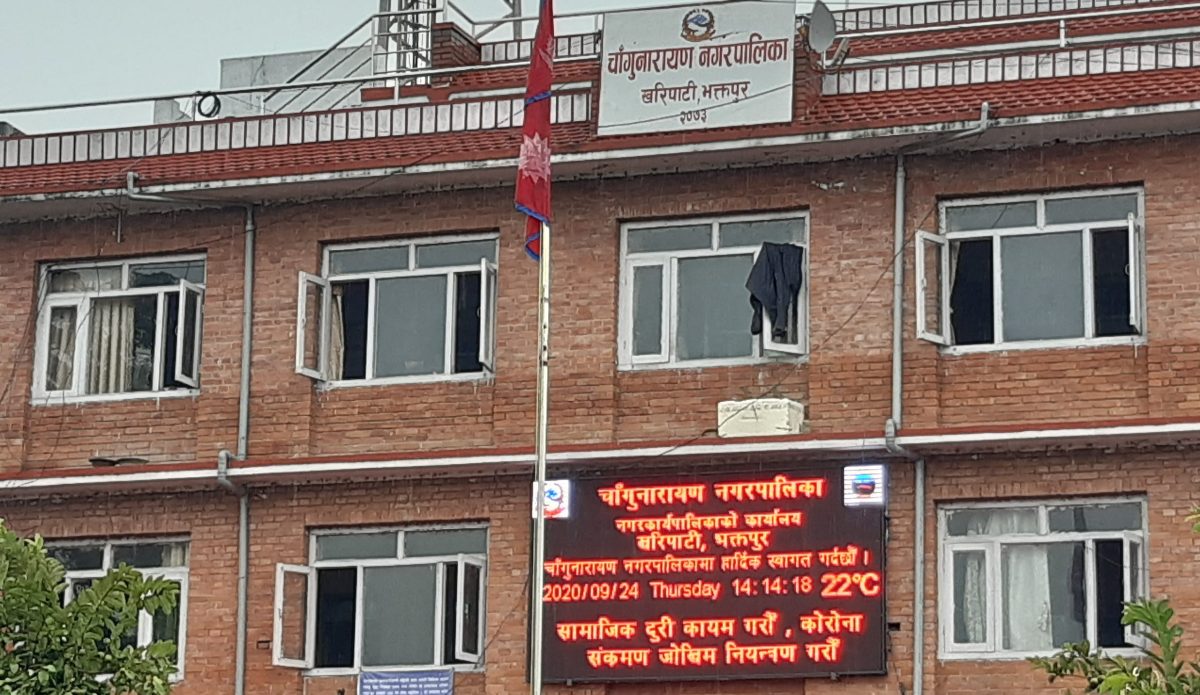 चाँगुनारायण नगरपालिका
खरिपाटी, भक्तपुर
२०७३
चाँगुनारायण नगरपालिका
नगरकार्यपालिकाको कार्यालय
खरिपाटी, भक्तपुर
चाँगुनारायण नगरपालिकामा हार्दिक स्वागत गर्दछौं ।
2020/09/24 Thursday 14:14:18 22°C
सामाजिक दुरी कायम गरौं , कोरोना
संकमण जोखिम नियन्त्रण गरौं